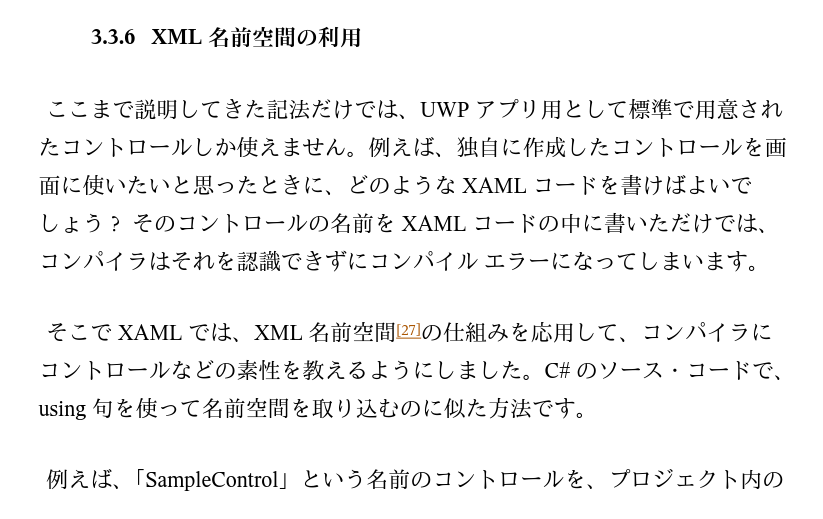 3.3.6 XML 名前空間の利用
ここまで説明してきた記法だけでは、UWP アプリ用として標準で用意され
たコントロールしか使えません。例えば、独自に作成したコントロールを画
面に使いたいと思ったときに、どのような XAML コードを書けばよいで
しょう？ そのコントロールの名前を XAML コードの中に書いただけでは、
コンパイラはそれを認識できずにコンパイル エラーになってしまいます。
そこで XAML では、XML 名前空間[27]の仕組みを応用して、コンパイラに
コントロールなどの素性を教えるようにしました。C# のソース・コードで、
using 句を使って名前空間を取り込むのに似た方法です。
例えば、「SampleControl」という名前のコントロールを、プロジェクト内の